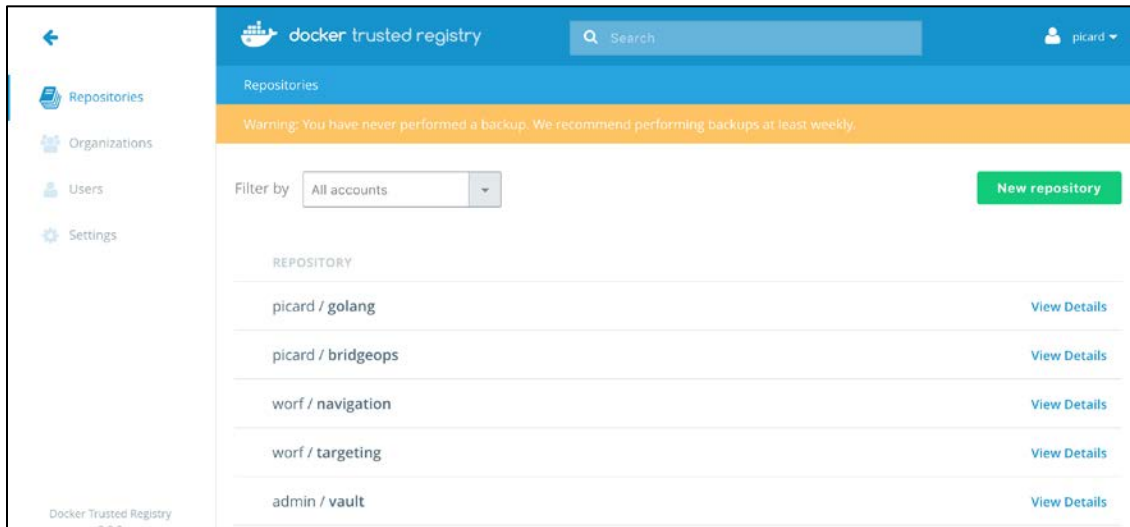 docker trusted registry
Search
picard
Repositories
Organizations
Users
Settings
Docker Trusted Registry
Repositories
Warning: You have never performed a backup. We recommend performing backups at least weekly.
Filter by All accounts
New repository
REPOSITORY
picard / golang View Details
picard / bridgeops View Details
worf / navigation View Details
worf / targeting View Details
admin / vault View Details